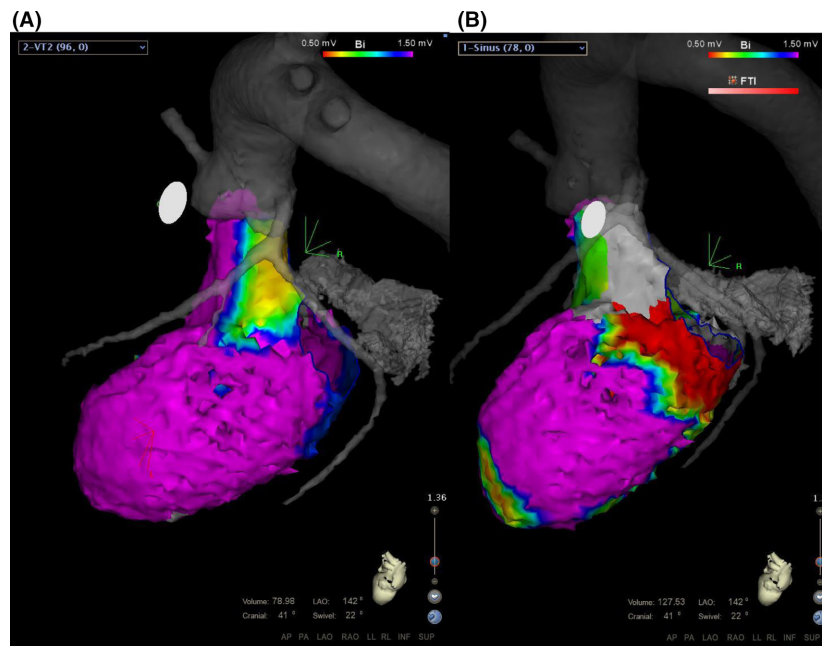 (A)
2-VT2 (96, 0)
0.50 mV Bi 1.50 mV
R
1.36
Volume: 78.98 LAO: 142 °
Cranial: 41 ° Swivel: 22 °
AP PA LAO RAO LL RL INF SUP
(B)
1-Sinus (78, 0)
0.50 mV Bi 1.50 mV
FTI
R
Volume: 127.53 LAO: 142 °
Cranial: 41 ° Swivel: 22 °
AP PA LAO RAO LL RL INF SUP